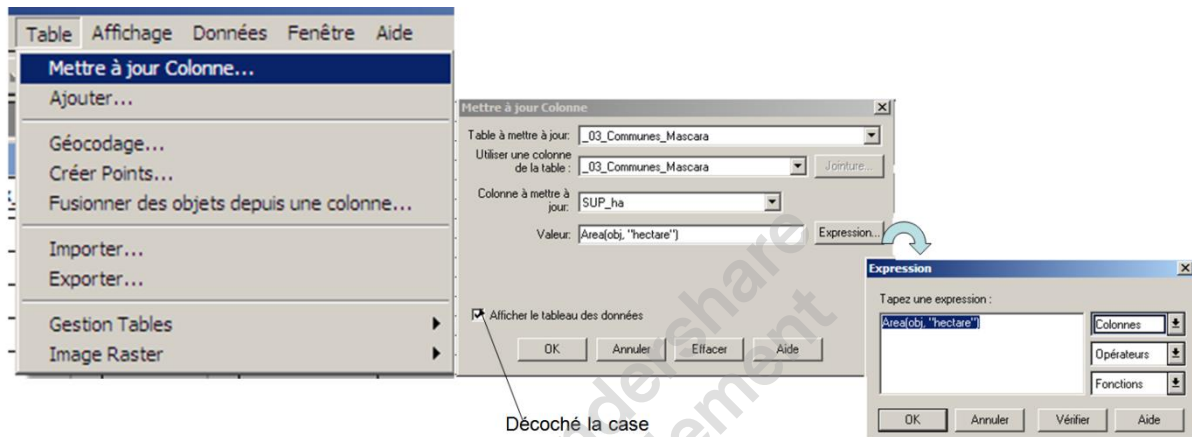 Table Affichage Données Fenêtre Aide
Mettre à jour Colonne...
Ajouter...
Géocodage...
Créer Points...
Fusionner des objets depuis une colonne...
Importer...
Exporter...
Gestion Tables
Image Raster
Mettre à jour Colonne
Table à mettre à jour: _03_Communes_Mascara
Utiliser une colonne
de la table : _03_Communes_Mascara Jointure...
Colonne à mettre à
jour: SUP_ha
Valeur: Area(obj, "hectare") Expression...
Afficher le tableau des données
OK Annuler Effacer Aide
Décoché la case
Expression
Tapez une expression :
Area(obj, "hectare") Colonnes
Opérateurs
Fonctions
OK Annuler Vérifier Aide